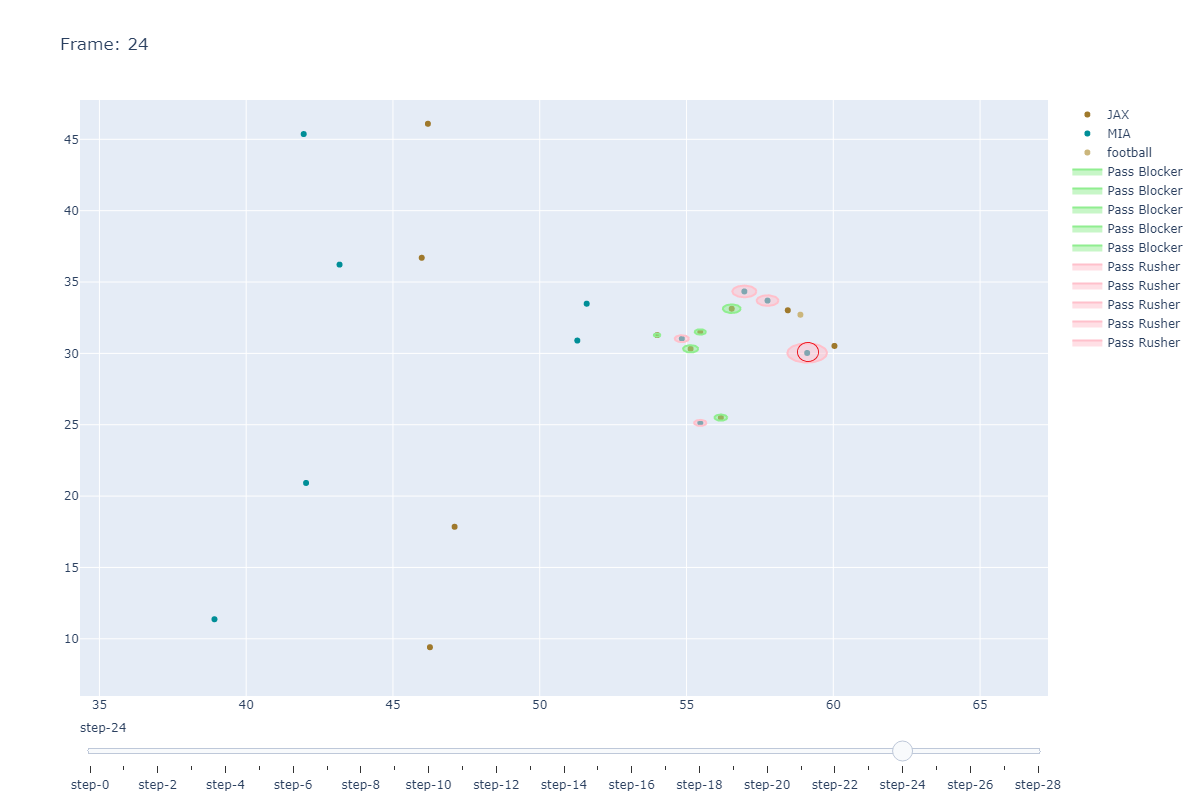 Frame: 24
JAX
MIA
football
Pass Blocker
Pass Blocker
Pass Blocker
Pass Blocker
Pass Blocker
Pass Rusher
Pass Rusher
Pass Rusher
Pass Rusher
Pass Rusher
45
40
35
30
25
20
15
10
35 40 45 50 55 60 65
step-24
step-0 step-2 step-4 step-6 step-8 step-10 step-12 step-14 step-16 step-18 step-20 step-22 step-24 step-26 step-28